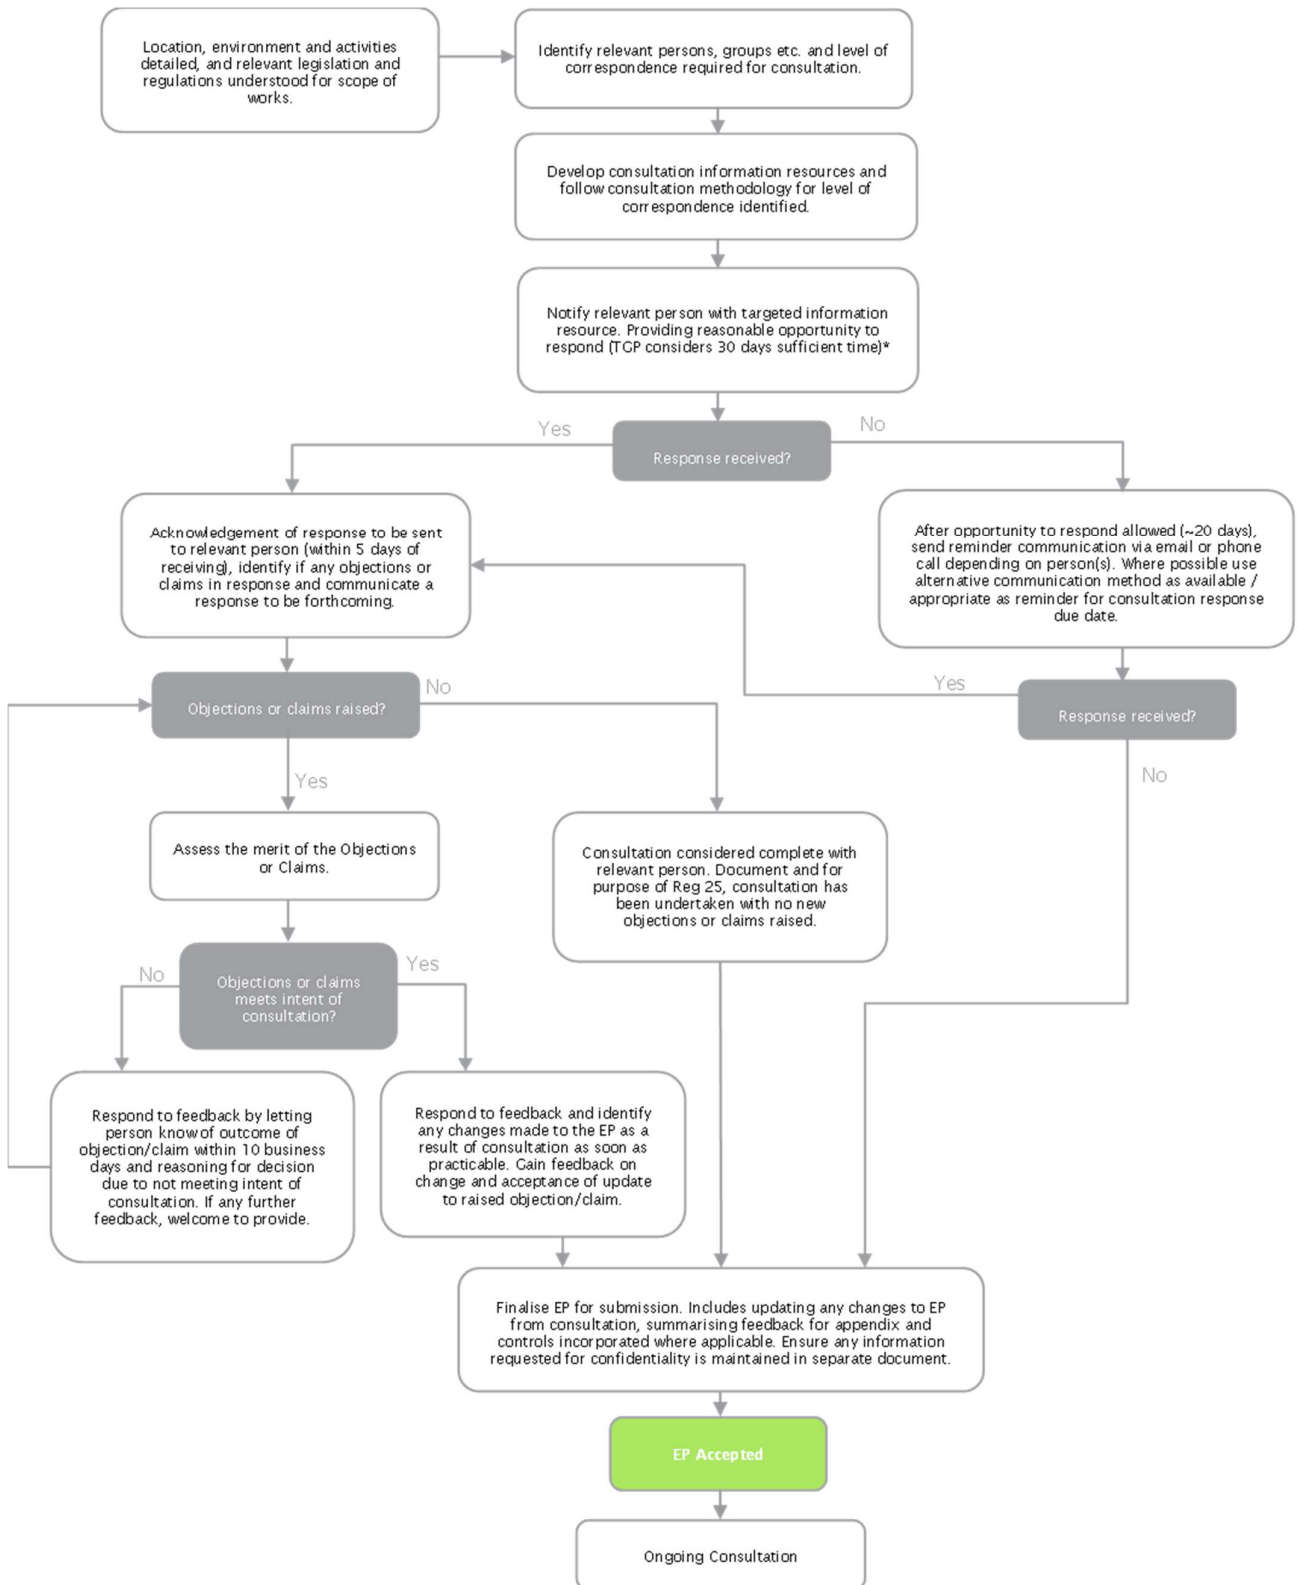 Location, environment and activities
detailed, and relevant legislation and
regulations understood for scope of
works.
Identify relevant persons, groups etc. and level of
correspondence required for consultation.
Develop consultation information resources and
follow consultation methodology for level of
correspondence identified.
Notify relevant person with targeted information
resource. Providing reasonable opportunity to
respond (TGP considers 30 days sufficient time)*
Yes
No
Response received?
Acknowledgement of response to be sent
to relevant person (within 5 days of
receiving), identify if any objections or
claims in response and communicate a
response to be forthcoming.
After opportunity to respond allowed (~20 days),
send reminder communication via email or phone
call depending on person(s). Where possible use
alternative communication method as available /
appropriate as reminder for consultation response
due date.
No
Yes
Objections or claims raised?
Response received?
Yes
No
Assess the merit of the Objections
or Claims.
Consultation considered complete with
relevant person. Document and for
purpose of Reg 25, consultation has
been undertaken with no new
objections or claims raised.
No
Yes
Objections or claims
meets intent of
consultation?
Respond to feedback by letting
person know of outcome of
objection/claim within 10 business
days and reasoning for decision
due to not meeting intent of
consultation. If any further
feedback, welcome to provide.
Respond to feedback and identify
any changes made to the EP as a
result of consultation as soon as
practicable. Gain feedback on
change and acceptance of update
to raised objection/claim.
Finalise EP for submission. Includes updating any changes to EP
from consultation, summarising feedback for appendix and
controls incorporated where applicable. Ensure any information
requested for confidentiality is maintained in separate document.
EP Accepted
Ongoing Consultation